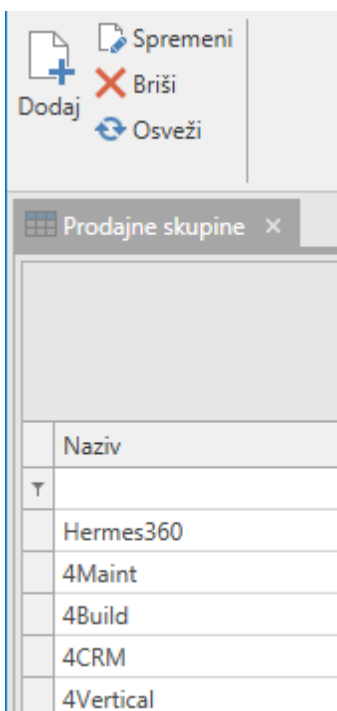 Dodaj
Spremeni
Briši
Osveži
Prodajne skupine
Naziv
Hermes360
4Maint
4Build
4CRM
4Vertical